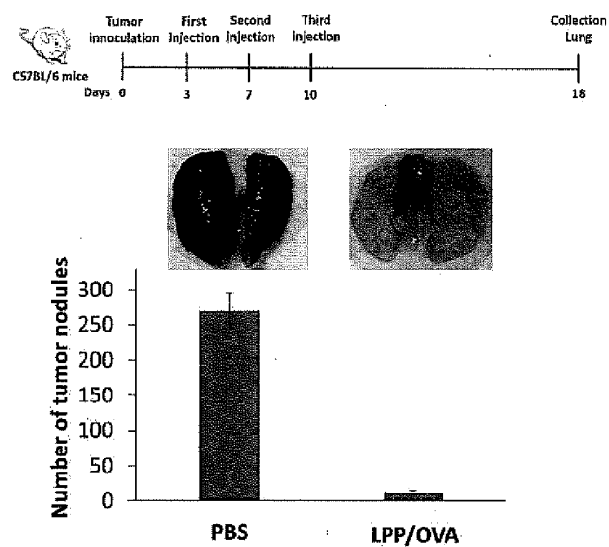 Tumor innoculation
First Injection
Second Injection
Third Injection
Collection Lung
C57BL/6 mice
Days 0 3 7 10 18
Number of tumor nodules
300
250
200
150
100
50
0
PBS
LPP/OVA